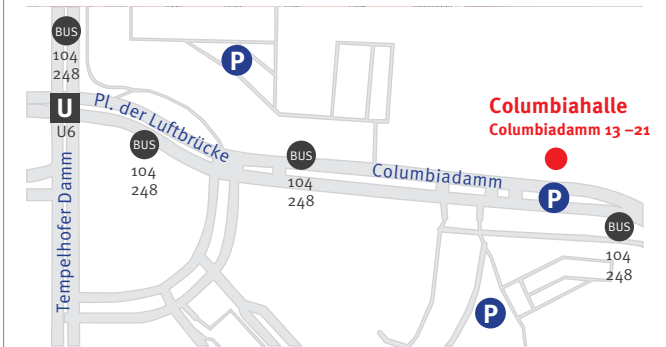 BUS
104
248
U
U6
Pl. der Luftbrücke
BUS
104
248
P
BUS
104
248
Columbiadamm
Columbiahalle
Columbiadamm 13 –21
P
BUS
104
248
P
Tempelhofer Damm